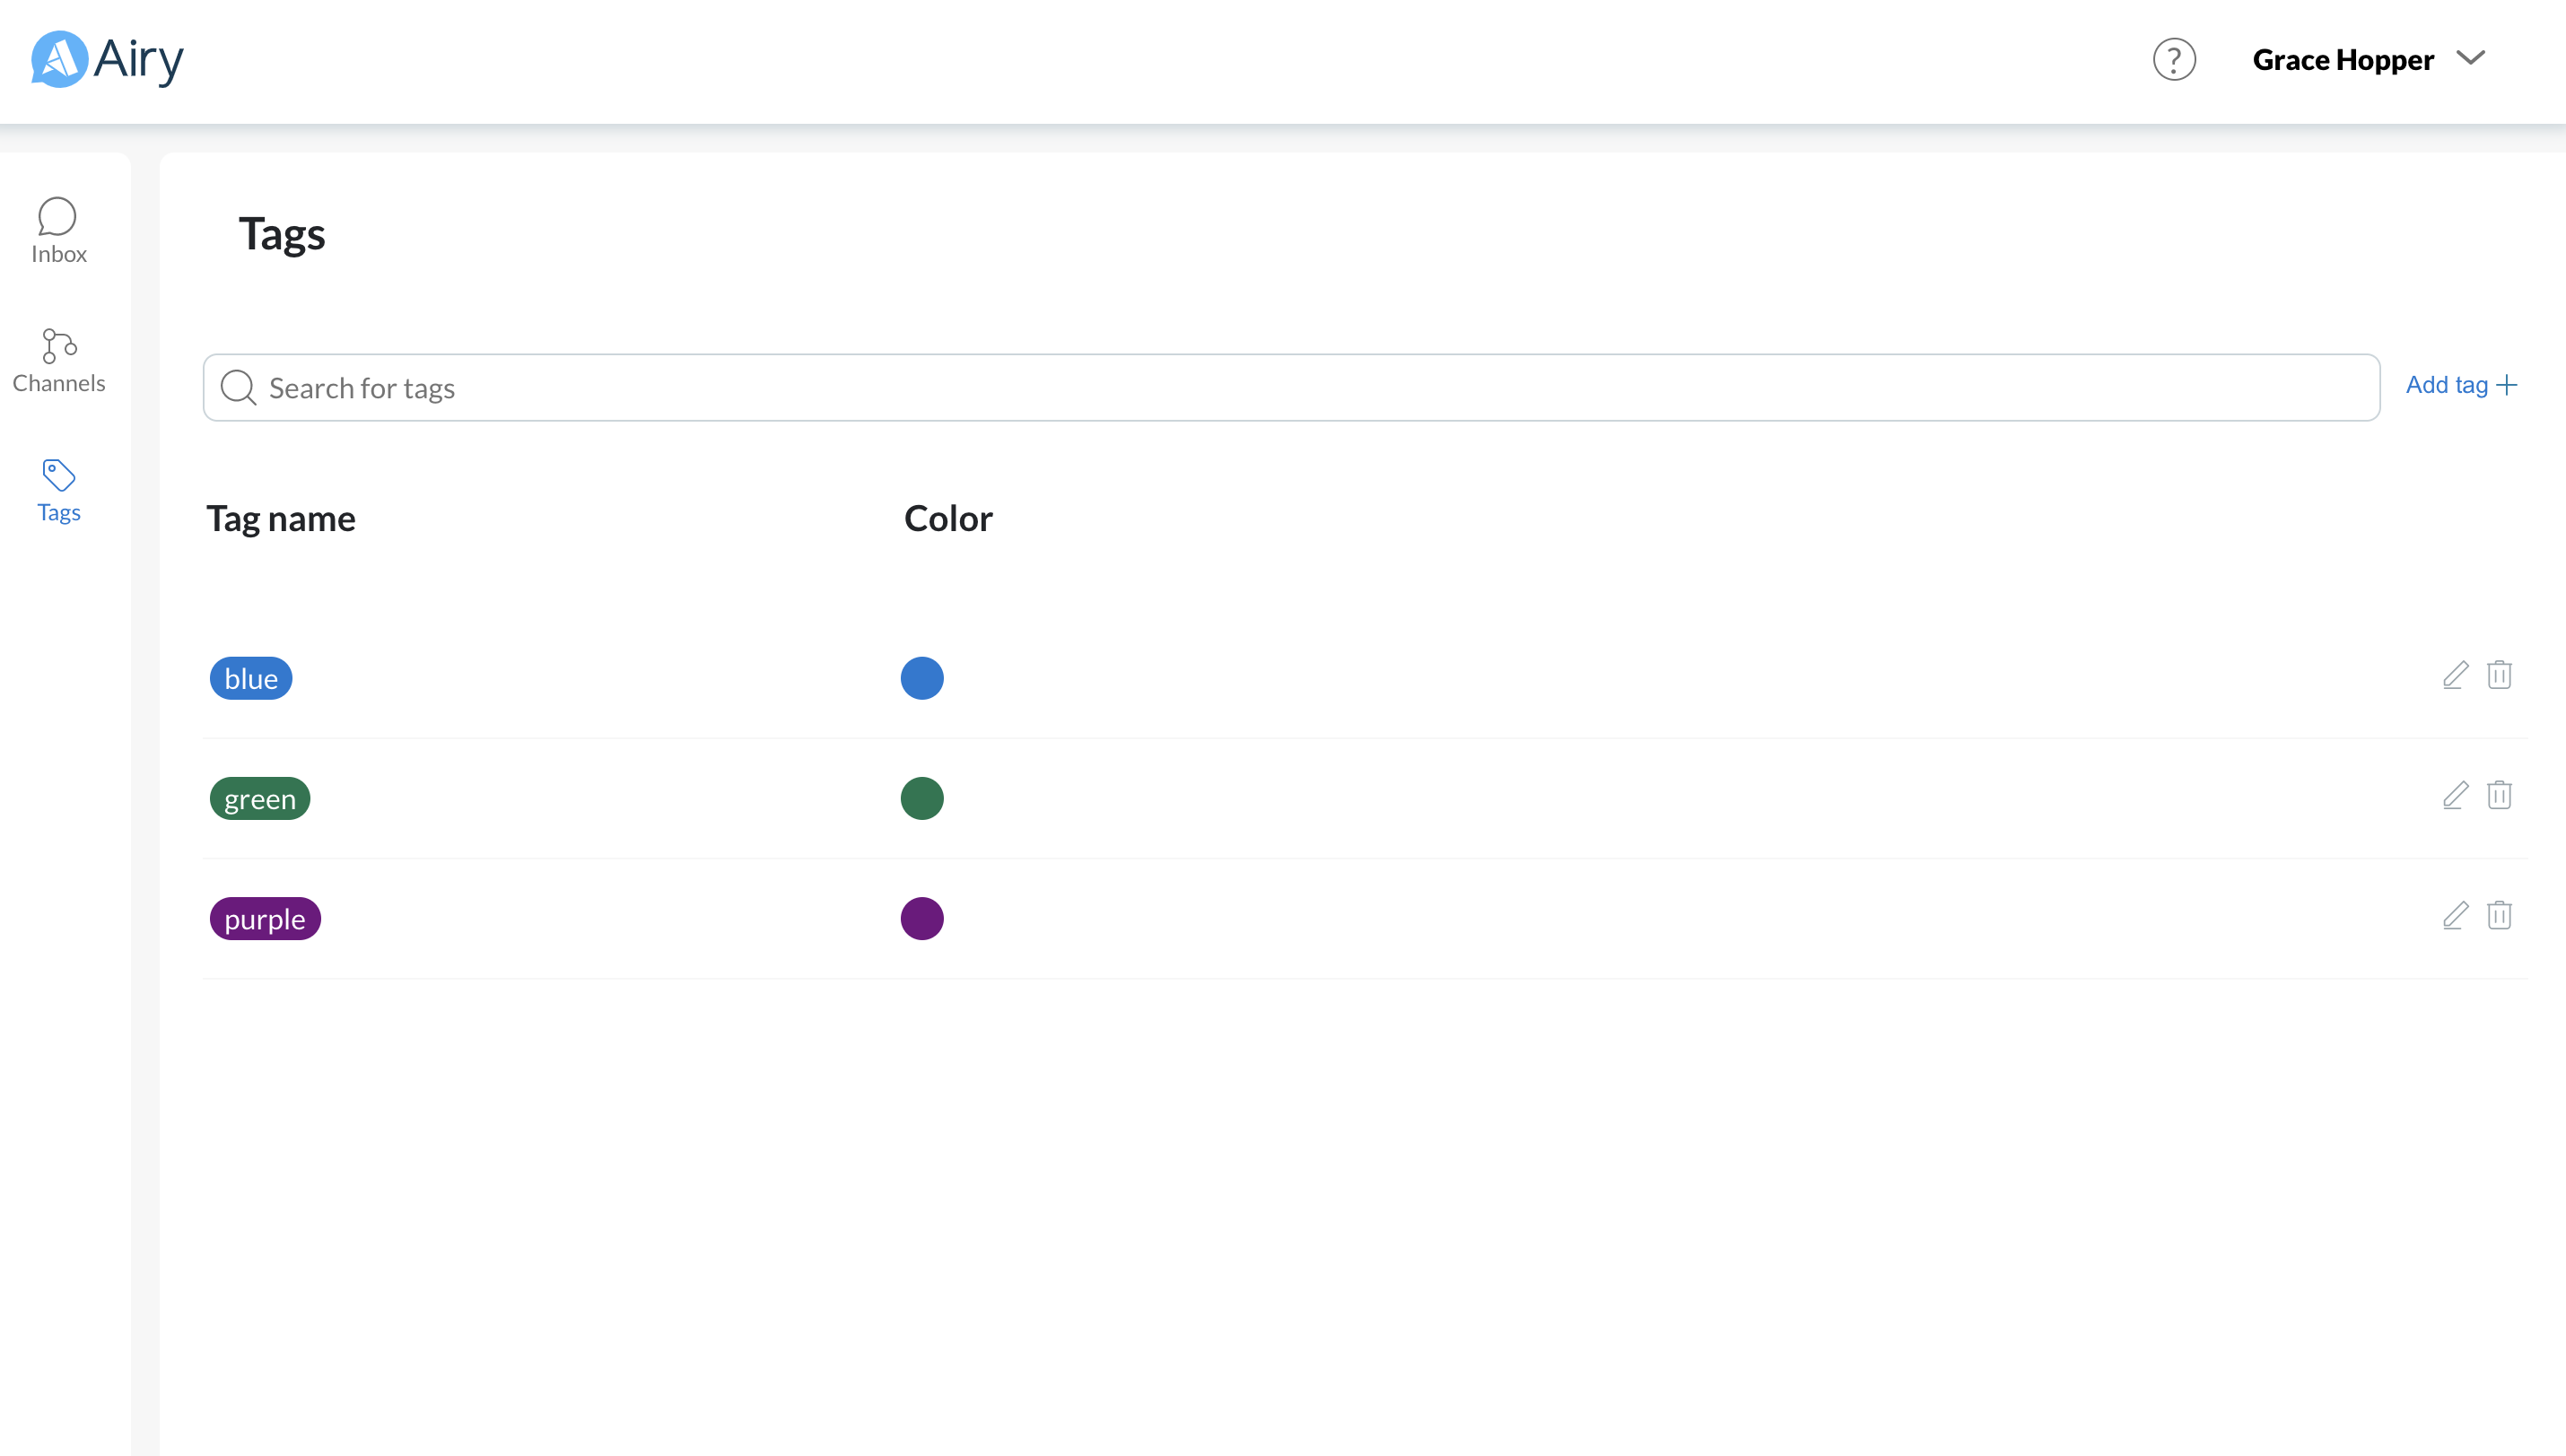 Airy
? Grace Hopper
Inbox
Channels
Tags
Tags
Search for tags
Add tag +
Tag name Color
blue
green
purple